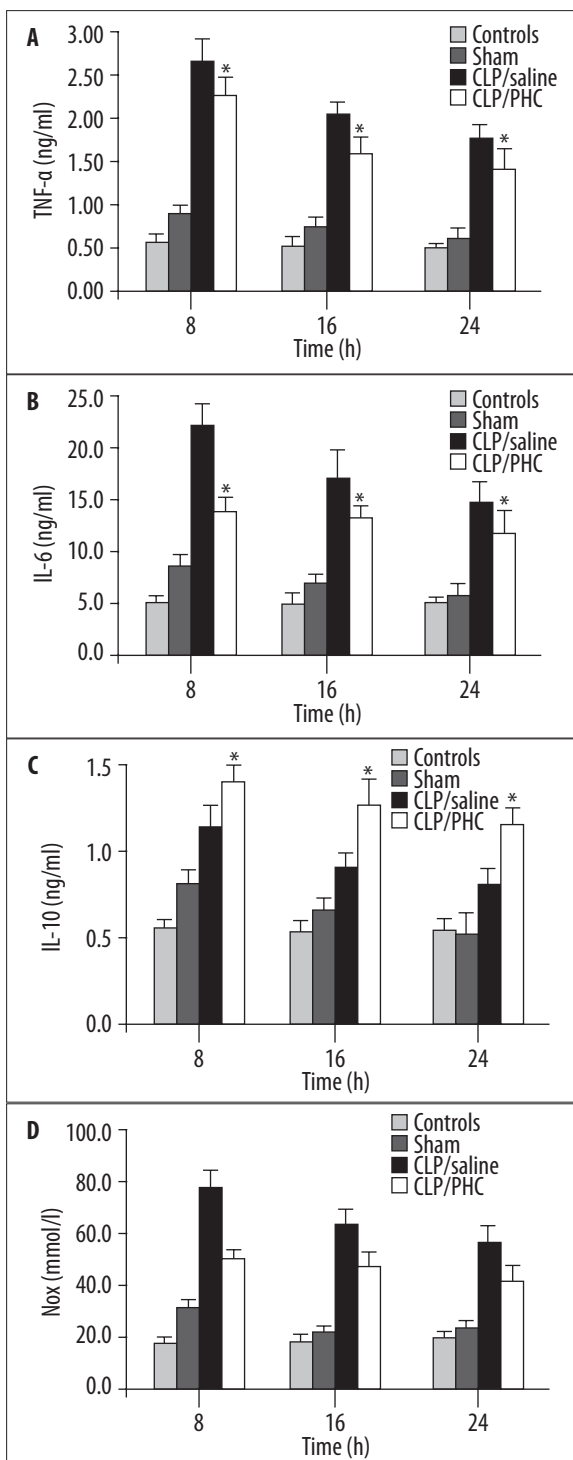 A
Controls
Sham
CLP/saline
CLP/PHC
TNF-α (ng/ml)
3.00
2.50
2.00
1.50
1.00
0.50
0.00
*
*
*
8
16
24
Time (h)
B
Controls
Sham
CLP/saline
CLP/PHC
IL-6 (ng/ml)
25.0
20.0
15.0
10.0
5.0
0.0
*
*
*
8
16
24
Time (h)
C
Controls
Sham
CLP/saline
CLP/PHC
IL-10 (ng/ml)
1.5
1.0
0.5
0.0
*
*
*
8
16
24
Time (h)
D
Controls
Sham
CLP/saline
CLP/PHC
Nox (mmol/l)
100.0
80.0
60.0
40.0
20.0
0.0
8
16
24
Time (h)